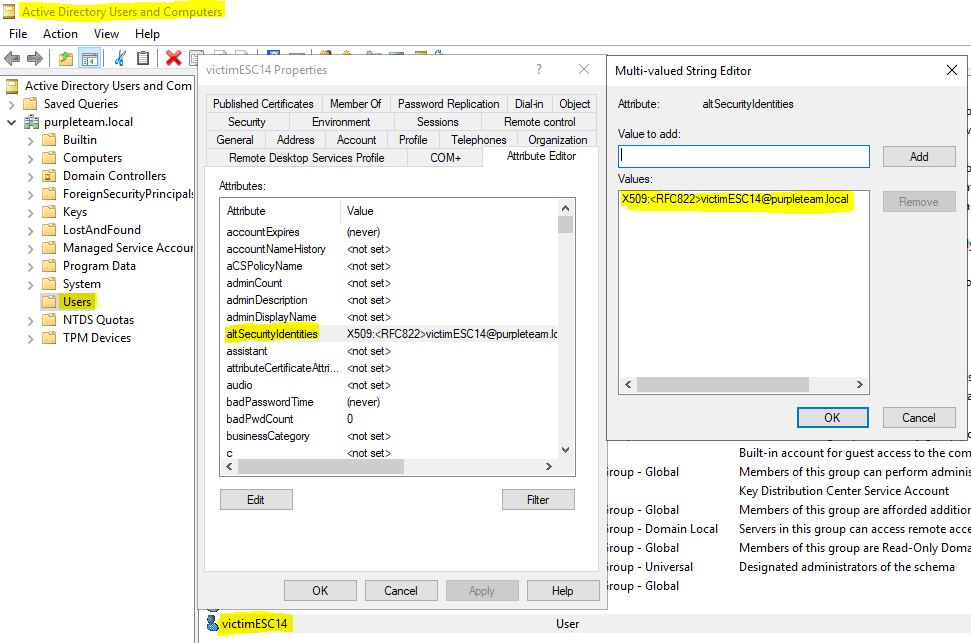 Active Directory Users and Computers
File Action View Help
Active Directory Users and Com
Saved Queries
purpleteam.local
Builtin
Computers
Domain Controllers
ForeignSecurityPrincipals
Keys
LostAndFound
Managed Service Accour
Program Data
System
Users
NTDS Quotas
TPM Devices
victimESC14 Properties
?
Published Certificates Member Of Password Replication Dial-in Object
Security Environment Sessions Remote control
General Address Account Profile Telephones Organization
Remote Desktop Services Profile COM+ Attribute Editor
Attributes:
Attribute Value
accountExpires (never)
accountNameHistory <not set>
aCSPolicyName <not set>
adminCount <not set>
adminDescription <not set>
adminDisplayName <not set>
altSecurityIdentities X509:<RFC822>victimESC14@purpleteam.lc
assistant <not set>
attributeCertificateAttri... <not set>
audio <not set>
badPasswordTime (never)
badPwdCount 0
businessCategory <not set>
c <not set>
Edit Filter
OK Cancel Apply Help
Multi-valued String Editor
Attribute: altSecurityIdentities
Value to add:
Add
Values:
X509:<RFC822>victimESC14@purpleteam.local
Remove
OK Cancel
Built-in account for guest access to the com
Group - Global Members of this group can perform adminis
Key Distribution Center Service Account
Group - Global Members of this group are afforded addition
Group - Domain Local Servers in this group can access remote acce
Group - Global Members of this group are Read-Only Doma
Group - Universal Designated administrators of the schema
Group - Global
victimESC14 User